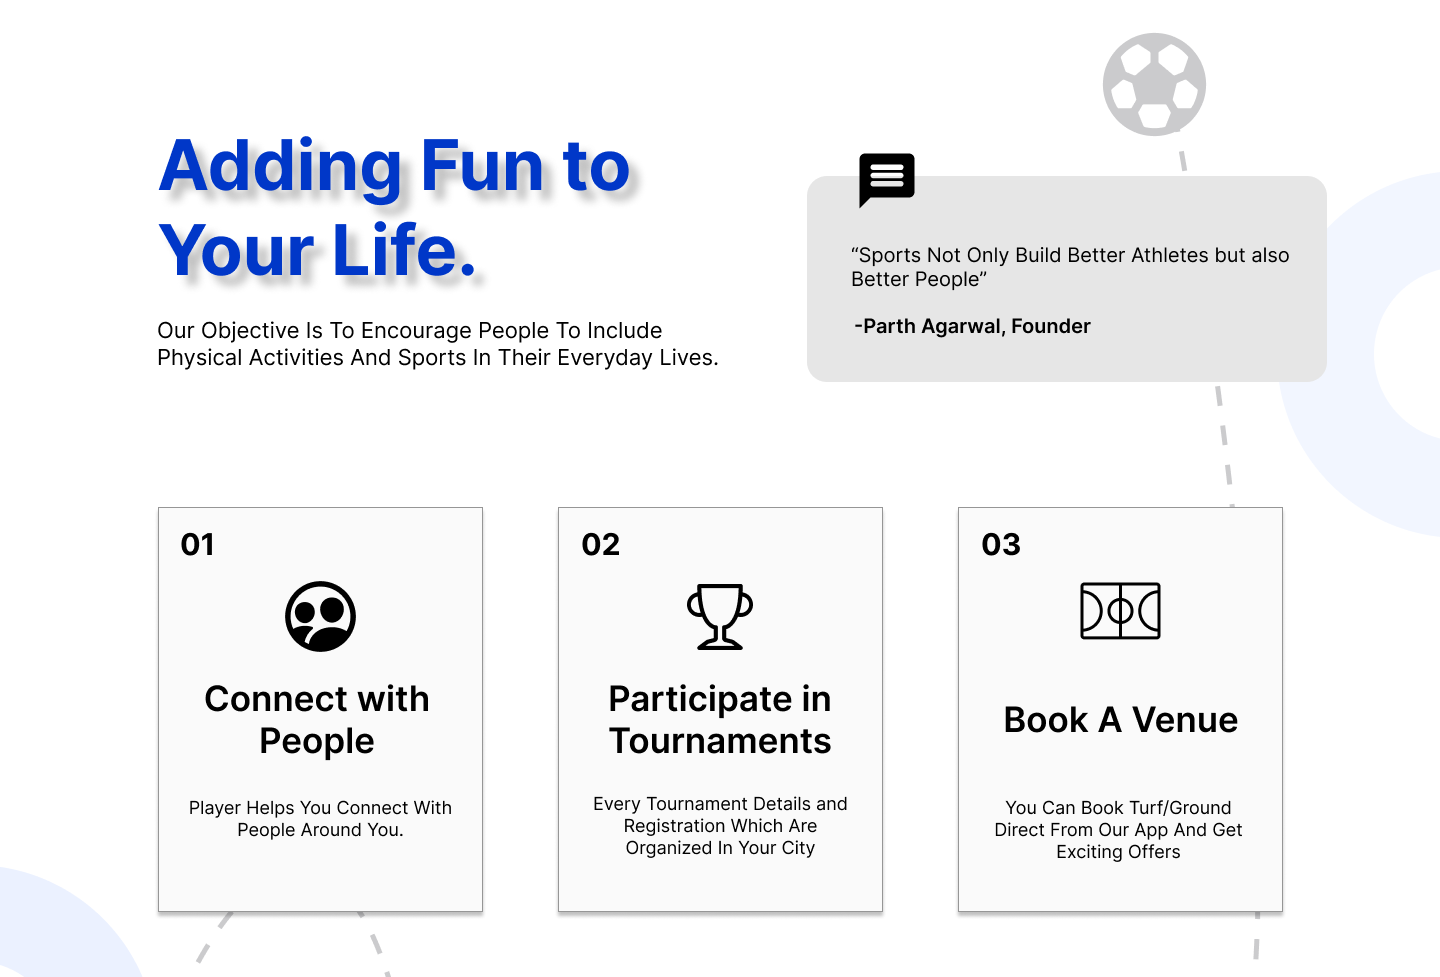 Adding Fun to
Your Life.
Our Objective Is To Encourage People To Include
Physical Activities And Sports In Their Everyday Lives.
“Sports Not Only Build Better Athletes but also
Better People”
-Parth Agarwal, Founder
01
Connect with
People
Player Helps You Connect With
People Around You.
02
Participate in
Tournaments
Every Tournament Details and
Registration Which Are
Organized In Your City
03
Book A Venue
You Can Book Turf/Ground
Direct From Our App And Get
Exciting Offers